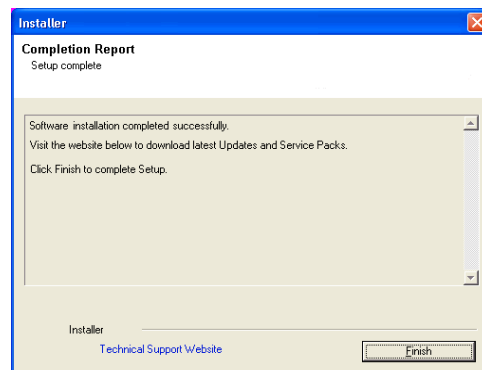 Installer
Completion Report
Setup complete
Software installation completed successfully.
Visit the website below to download latest Updates and Service Packs.
Click Finish to complete Setup.
Installer
Technical Support Website
Finish